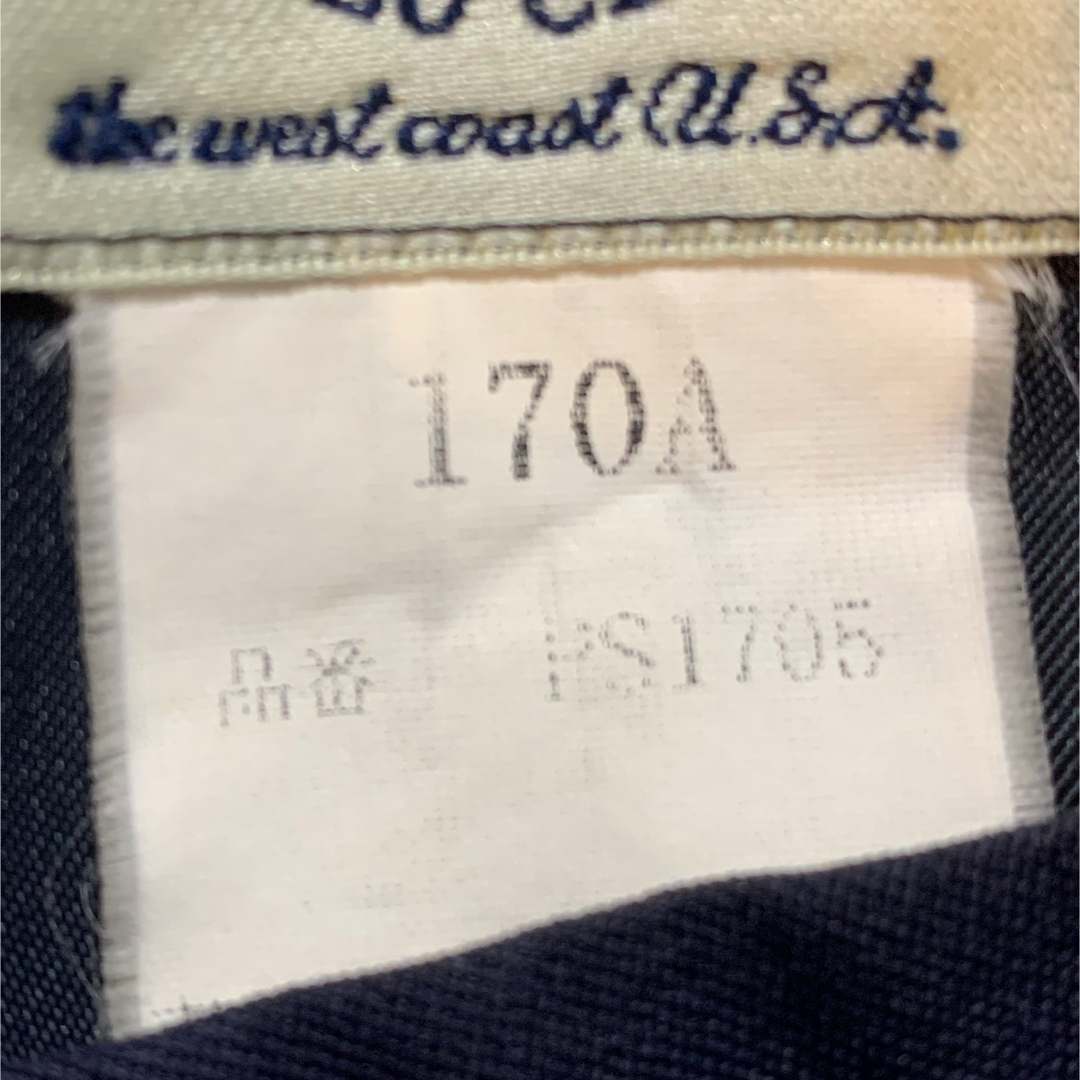 the west coast U.S.A.
170A
品番 PS1705